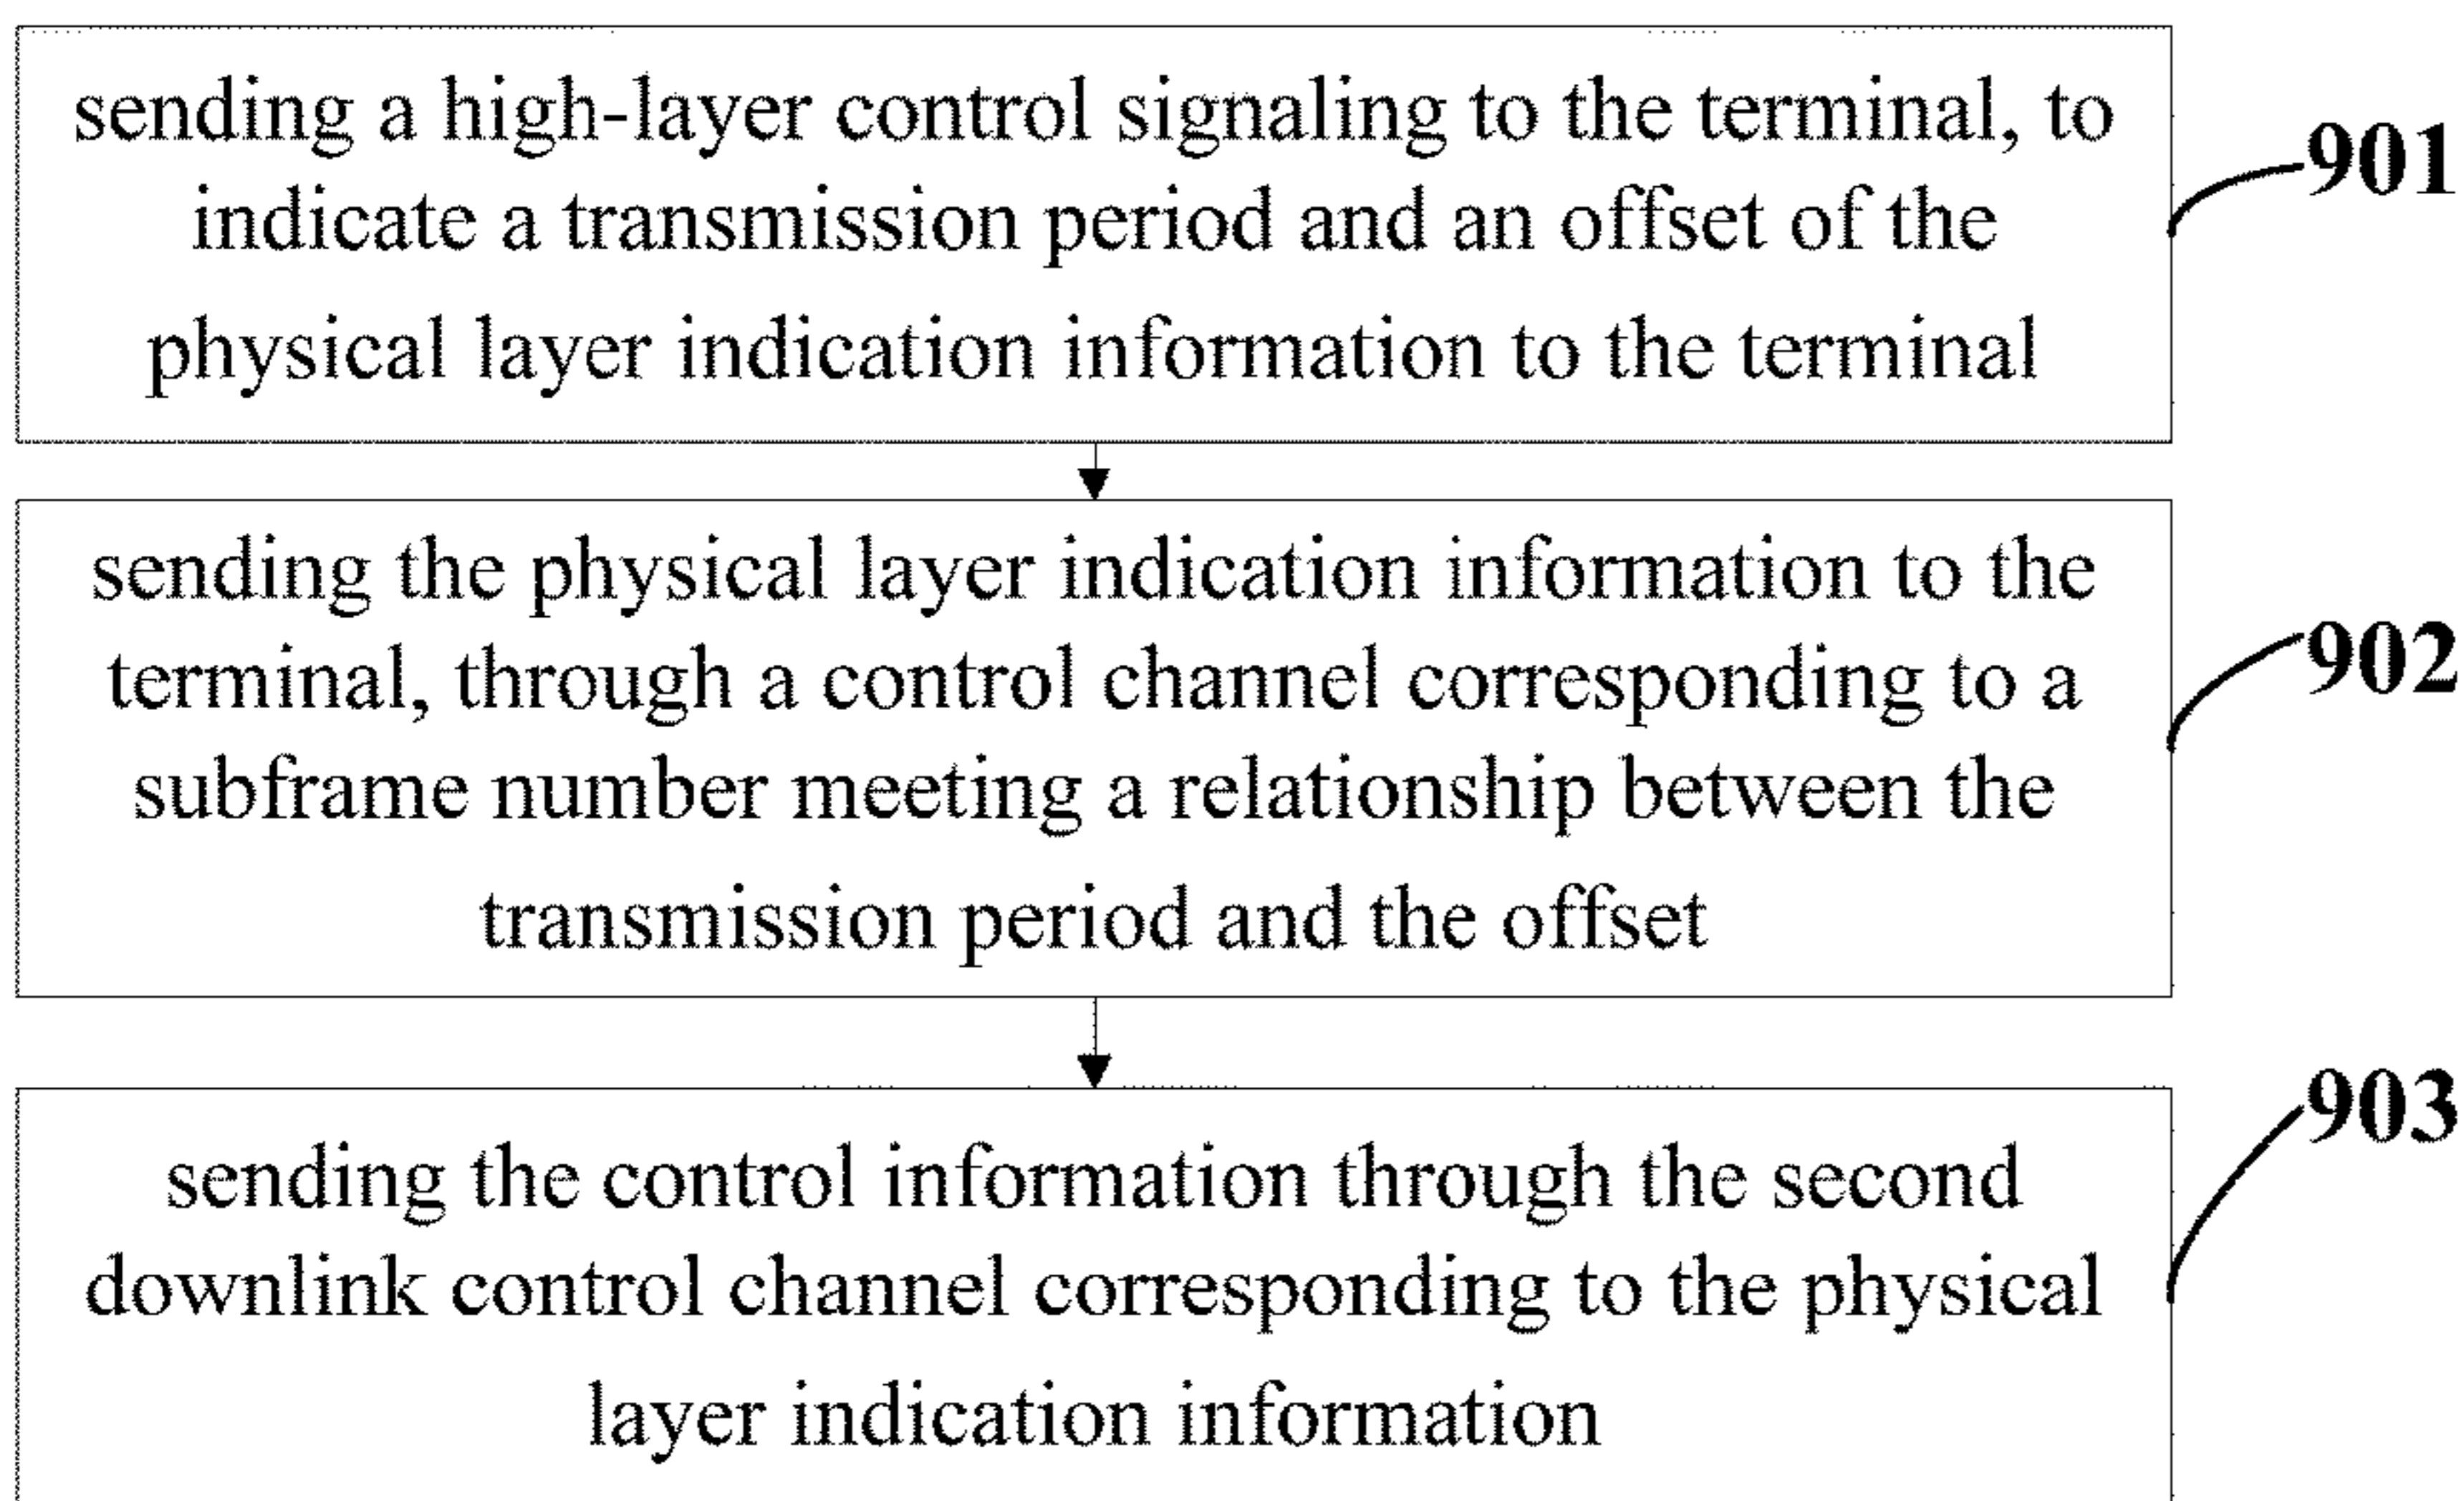 sending a high-layer control signaling to the terminal, to
indicate a transmission period and an offset of the
physical layer indication information to the terminal
901
sending the physical layer indication information to the
terminal, through a control channel corresponding to a
subframe number meeting a relationship between the
transmission period and the offset
902
sending the control information through the second
downlink control channel corresponding to the physical
layer indication information
903